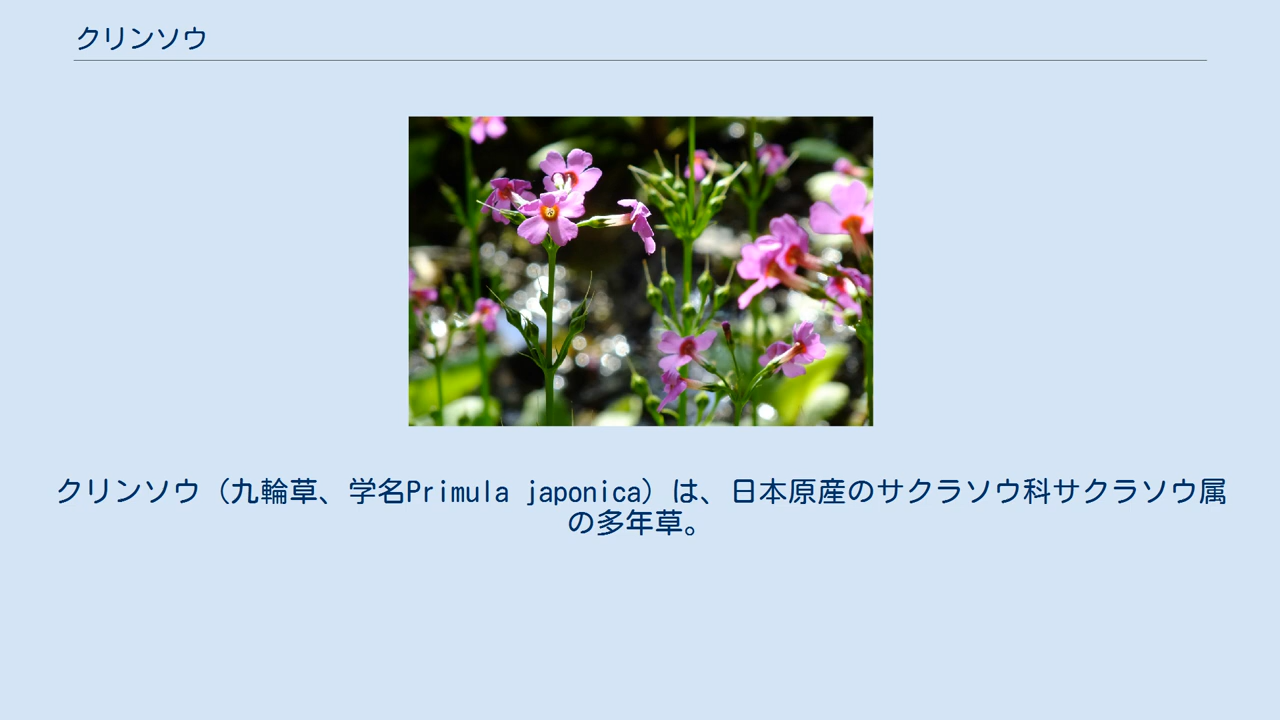 クリンソウ
クリンソウ（九輪草、学名Primula japonica）は、日本原産のサクラソウ科サクラソウ属
の多年草。